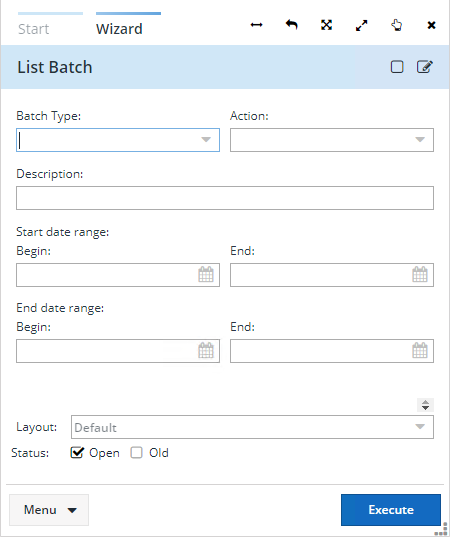 Start Wizard
List Batch
Batch Type: Action:
Description:
Start date range:
Begin: End:
End date range:
Begin: End:
Layout: Default
Status: Open Old
Menu Execute